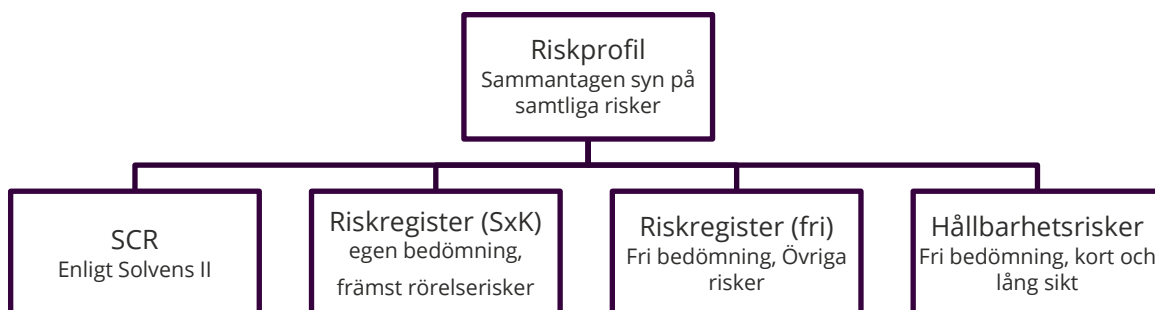 Riskprofil
Sammantagen syn på
samtliga risker
SCR
Enligt Solvens II
Riskregister (SxK)
egen bedömning,
främst rörelserisker
Riskregister (fri)
Fri bedömning, Övriga
risker
Hållbarhetsrisker
Fri bedömning, kort och
lång sikt